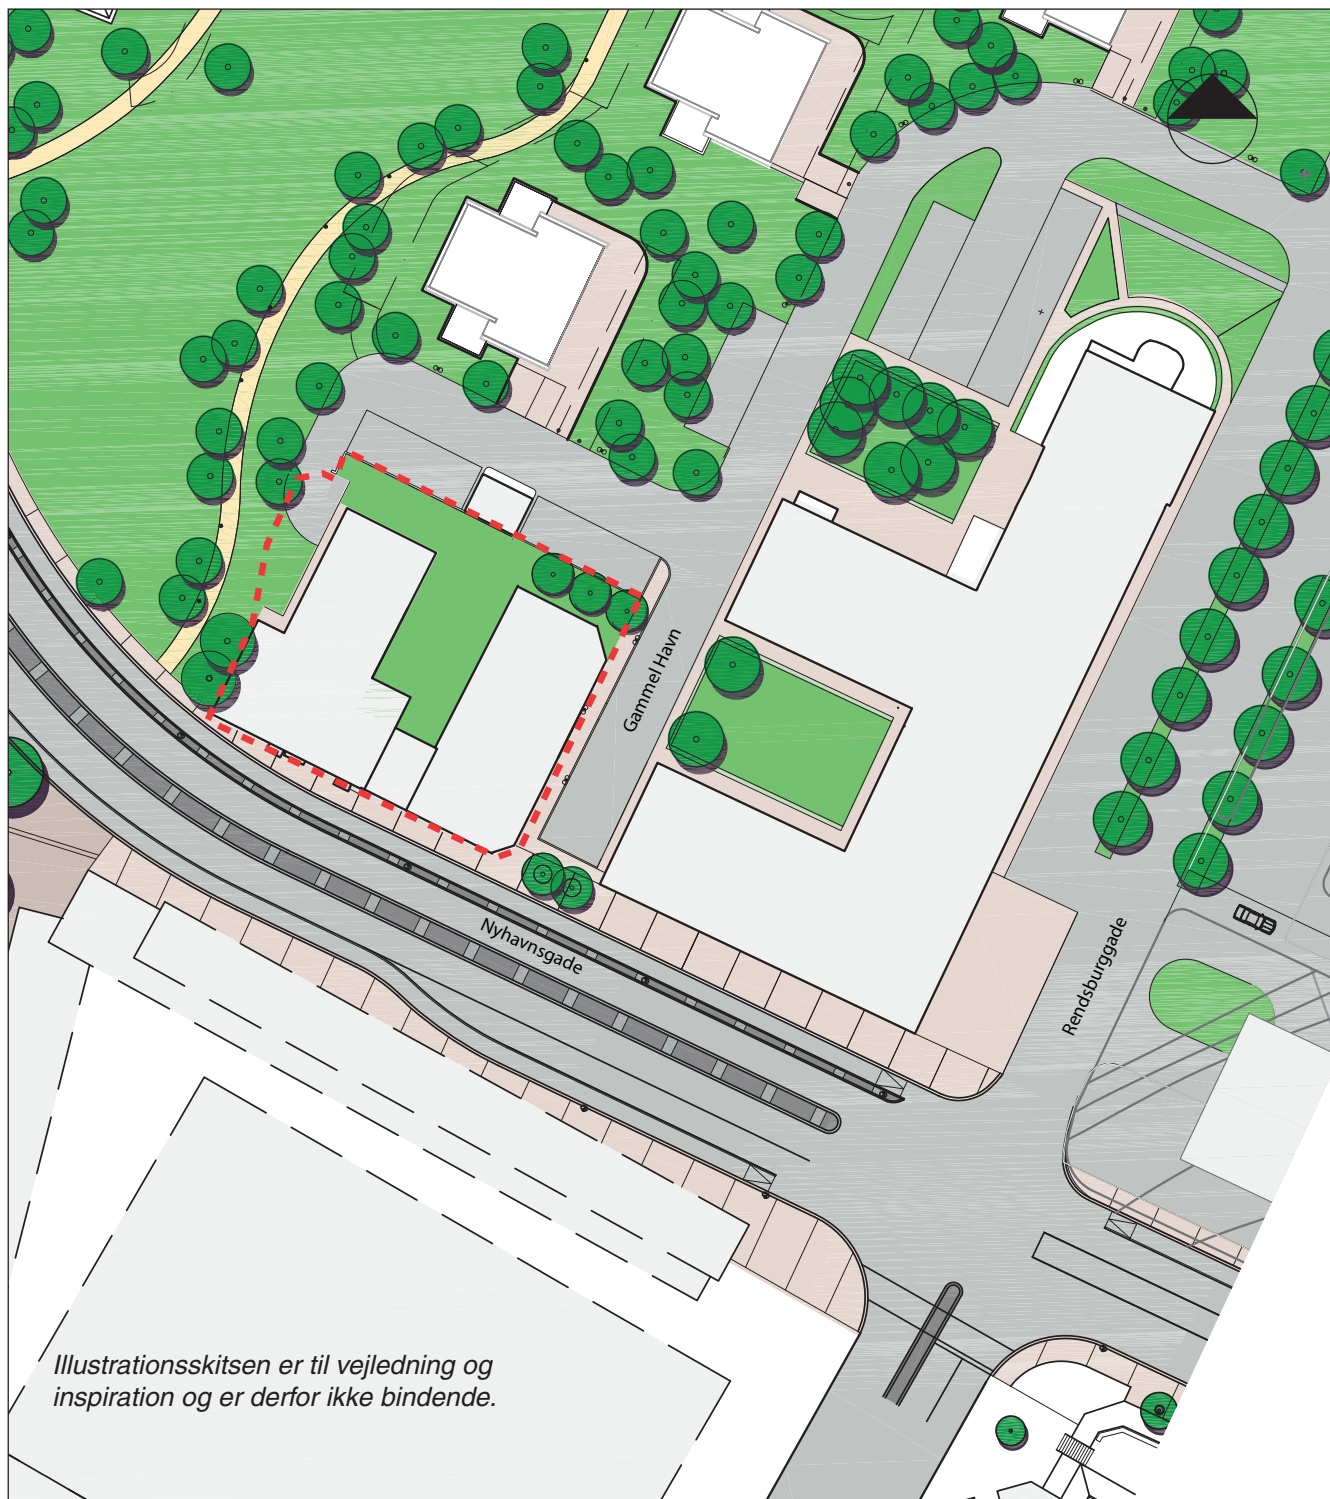 Gammel Havn
Nyhavnsgade
Rendsburggade
Illustrationsskitsen er til vejledning og
inspiration og er derfor ikke bindende.